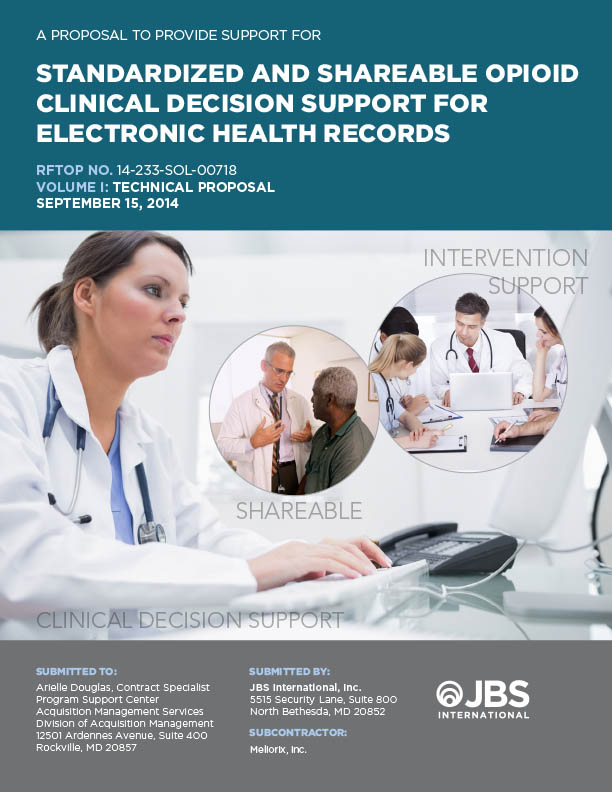 A PROPOSAL TO PROVIDE SUPPORT FOR
STANDARDIZED AND SHAREABLE OPIOID
CLINICAL DECISION SUPPORT FOR
ELECTRONIC HEALTH RECORDS
RFTOP NO. 14-233-SOL-00718
VOLUME I: TECHNICAL PROPOSAL
SEPTEMBER 15, 2014
INTERVENTION
SUPPORT
SHAREABLE
CLINICAL DECISION SUPPORT
SUBMITTED TO:
Arielle Douglas, Contract Specialist
Program Support Center
Acquisition Management Services
Division of Acquisition Management
12501 Ardennes Avenue, Suite 400
Rockville, MD 20857
SUBMITTED BY:
JBS International, Inc.
5515 Security Lane, Suite 800
North Bethesda, MD 20852
SUBCONTRACTOR:
Mellorix, Inc.
JBS
INTERNATIONAL